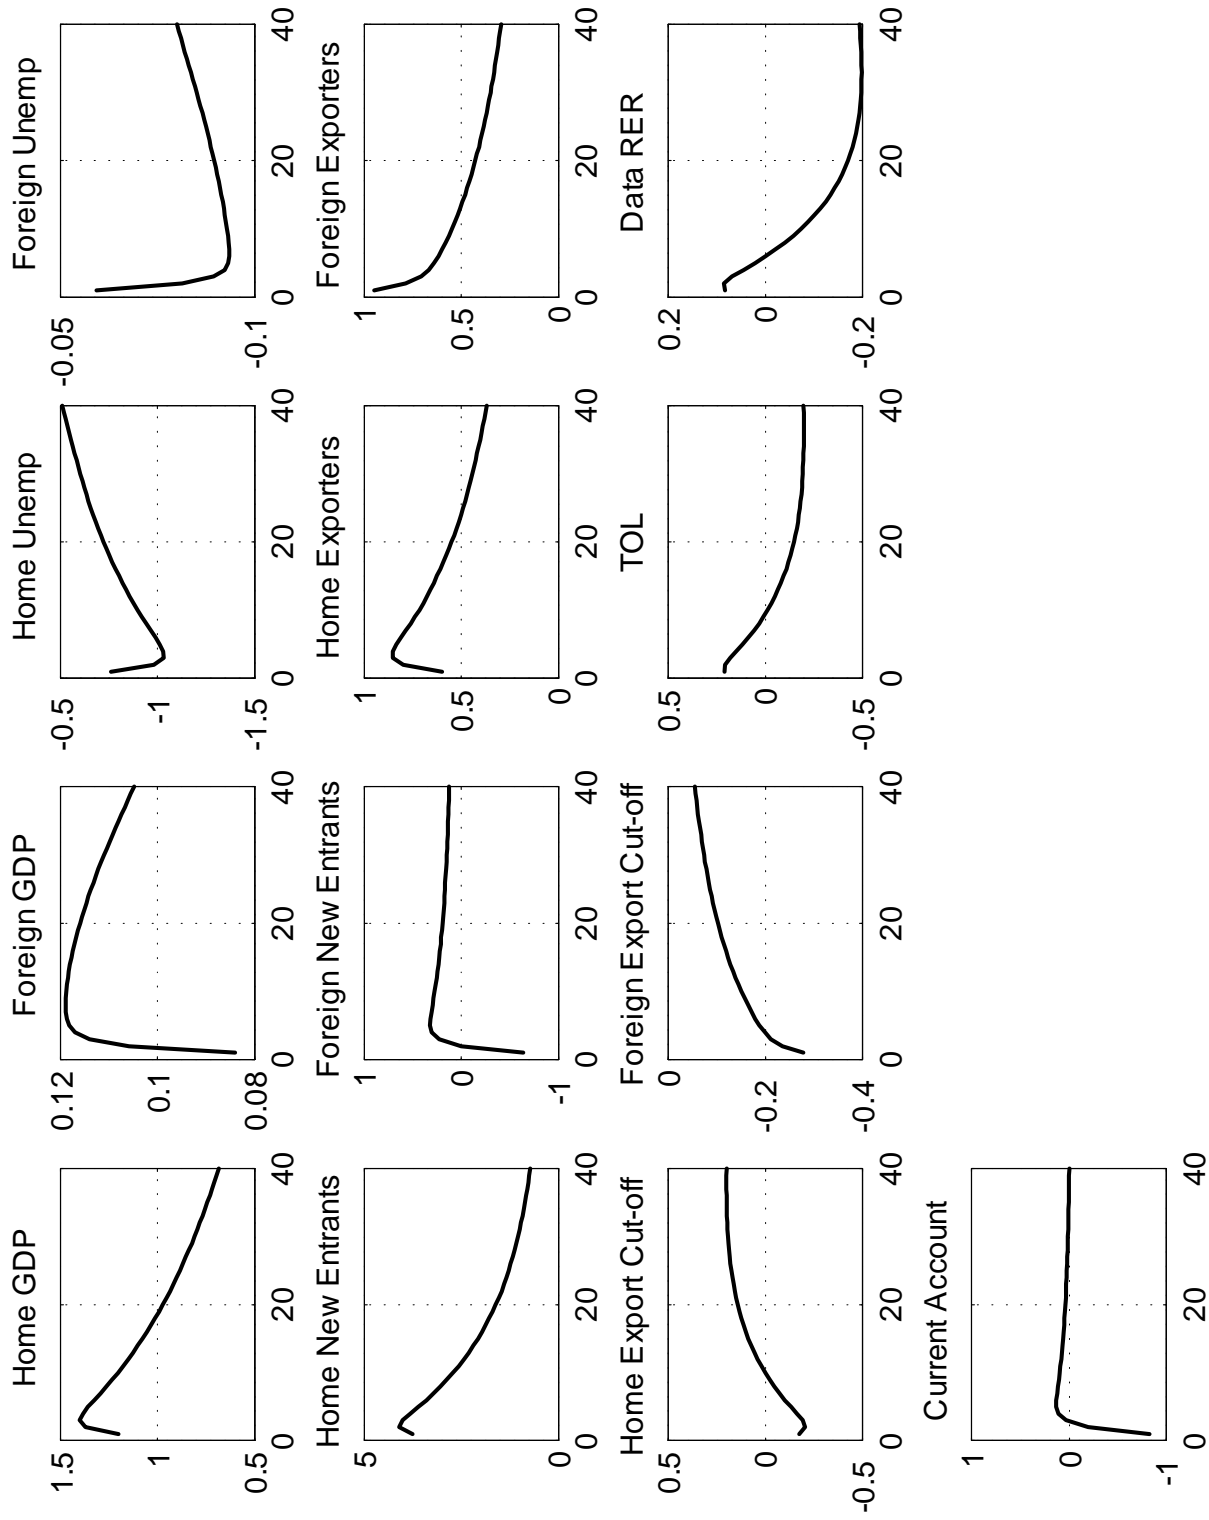 Home GDP
1.5
1
0.5
0 20 40
Foreign GDP
0.12
0.1
0.08
0 20 40
Home Unemp
-0.5
-1
-1.5
0 20 40
Foreign Unemp
-0.05
-0.1
0 20 40
Home New Entrants
5
0
0 20 40
Foreign New Entrants
1
0
-1
0 20 40
Home Exporters
1
0.5
0
0 20 40
Foreign Exporters
1
0.5
0
0 20 40
Home Export Cut-off
0.5
0
-0.5
0 20 40
Foreign Export Cut-off
0
-0.2
-0.4
0 20 40
TOL
0.5
0
-0.5
0 20 40
Data RER
0.2
0
-0.2
0 20 40
Current Account
1
0
-1
0 20 40